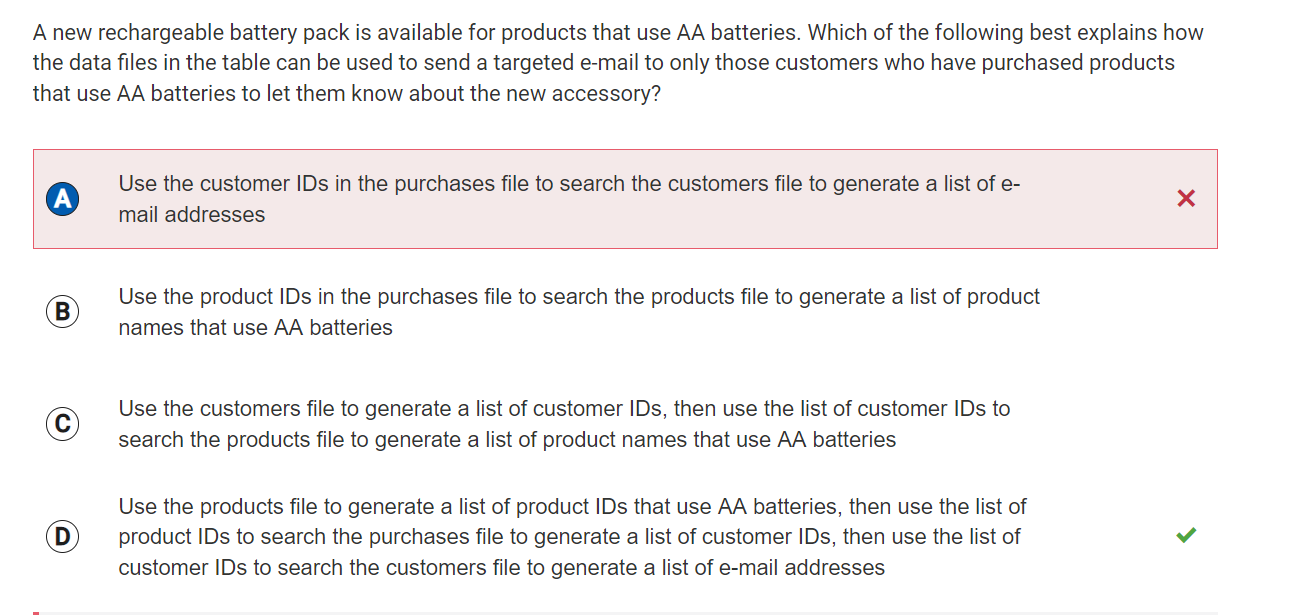 A new rechargeable battery pack is available for products that use AA batteries. Which of the following best explains how
the data files in the table can be used to send a targeted e-mail to only those customers who have purchased products
that use AA batteries to let them know about the new accessory?
A
Use the customer IDs in the purchases file to search the customers file to generate a list of e-
mail addresses
B
Use the product IDs in the purchases file to search the products file to generate a list of product
names that use AA batteries
C
Use the customers file to generate a list of customer IDs, then use the list of customer IDs to
search the products file to generate a list of product names that use AA batteries
D
Use the products file to generate a list of product IDs that use AA batteries, then use the list of
product IDs to search the purchases file to generate a list of customer IDs, then use the list of
customer IDs to search the customers file to generate a list of e-mail addresses